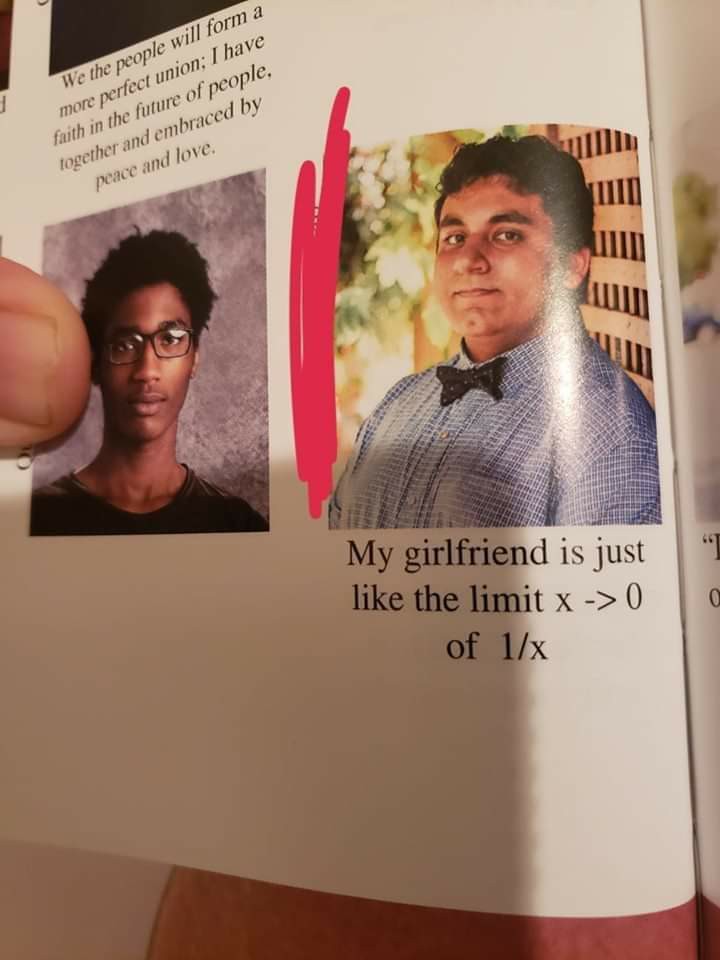 We the people will form a
more perfect union; I have
faith in the future of people,
together and embraced by
peace and love.
My girlfriend is just
like the limit x -> 0
of 1/x